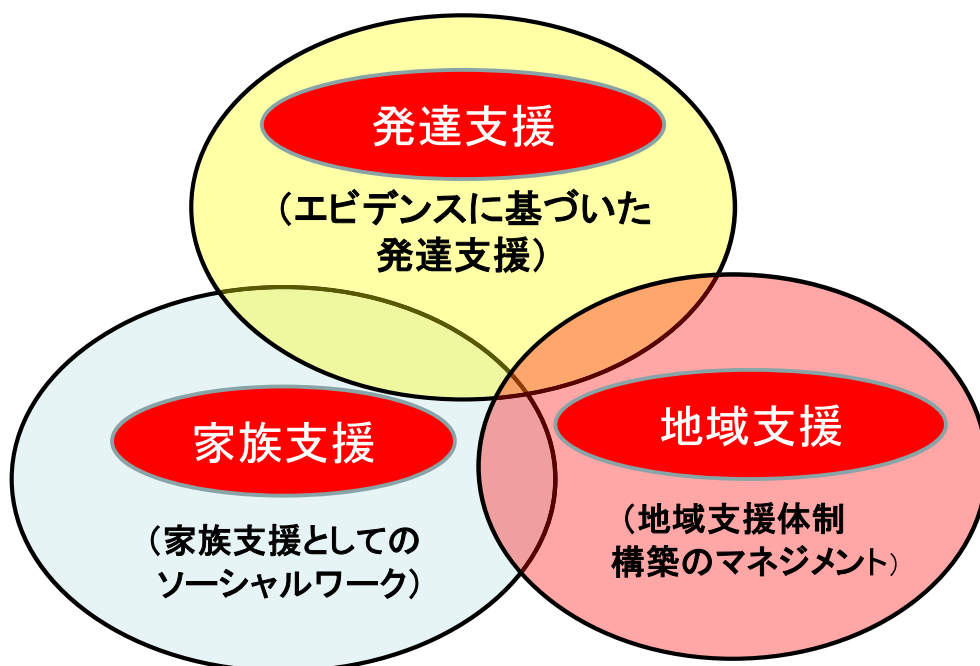 発達支援
（エビデンスに基づいた
発達支援）
家族支援
（家族支援としての
ソーシャルワーク）
地域支援
（地域支援体制
構築のマネジメント）